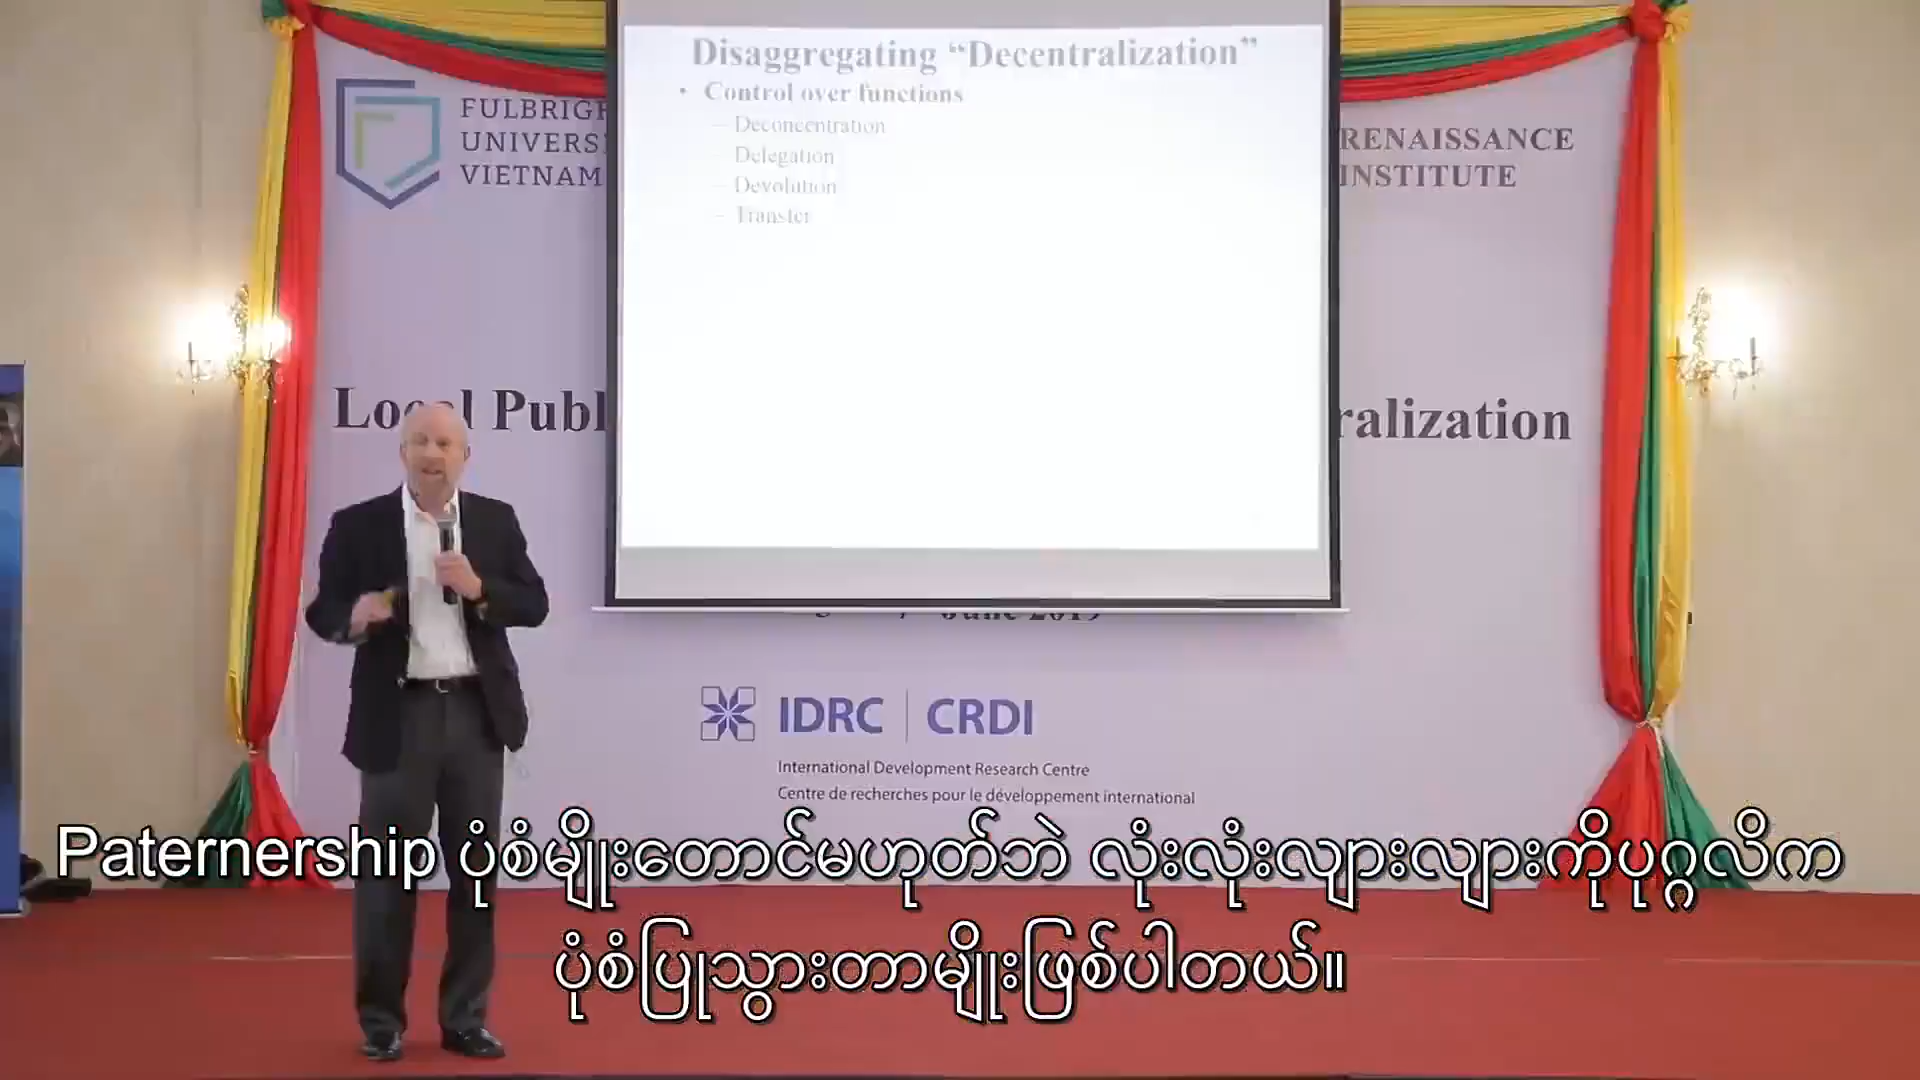 Disaggregating “Decentralization”
• Control over functions
– Deconcentration
– Delegation
– Devolution
– Transfer
FULBRIGH
UNIVERSI
VIETNAM
RENAISSANCE
INSTITUTE
Local Publ
ralization
June 2019
IDRC | CRDI
International Development Research Centre
Centre de recherches pour le développement international
Paternership ပုံစံမျိုးတောင်မဟုတ်ဘဲ လုံးလုံးလျားလျားကိုပုဂ္ဂလိက
ပုံစံပြုသွားတာမျိုးဖြစ်ပါတယ်။